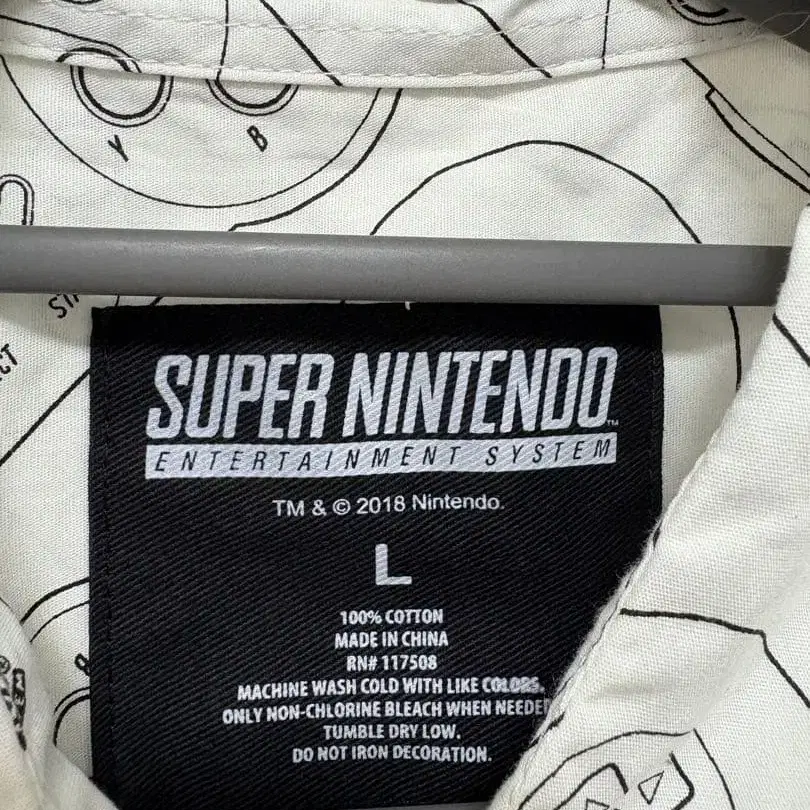 Y B
SUPER NINTENDO™
ENTERTAINMENT SYSTEM
TM & © 2018 Nintendo.
L
100% COTTON
MADE IN CHINA
RN# 117508
MACHINE WASH COLD WITH LIKE COLORS.
ONLY NON-CHLORINE BLEACH WHEN NEEDED
TUMBLE DRY LOW.
DO NOT IRON DECORATION.